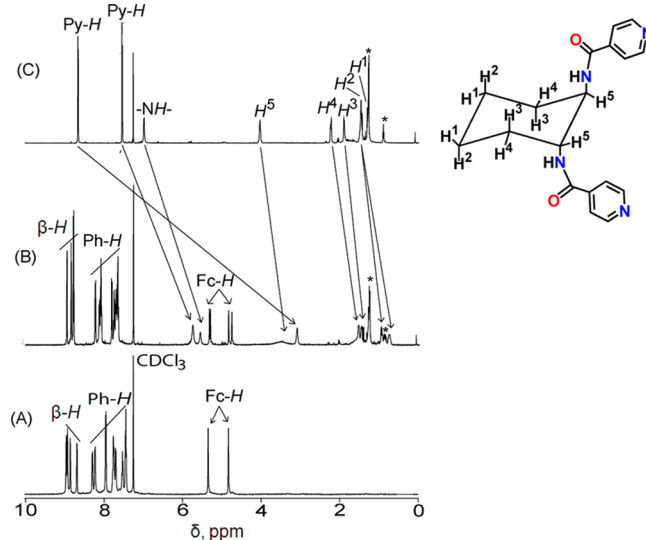 Py-H Py-H
(C) -NH- H⁵ H⁴ H³ H² H¹ * *
(B) β-H Ph-H Fc-H * *
CDCl₃
(A) β-H Ph-H Fc-H
10 8 6 4 2 0
δ, ppm
O N
NH
H² H¹ H⁴ H⁵
H³ H³
H¹ H⁴ H⁵
H² NH
O N